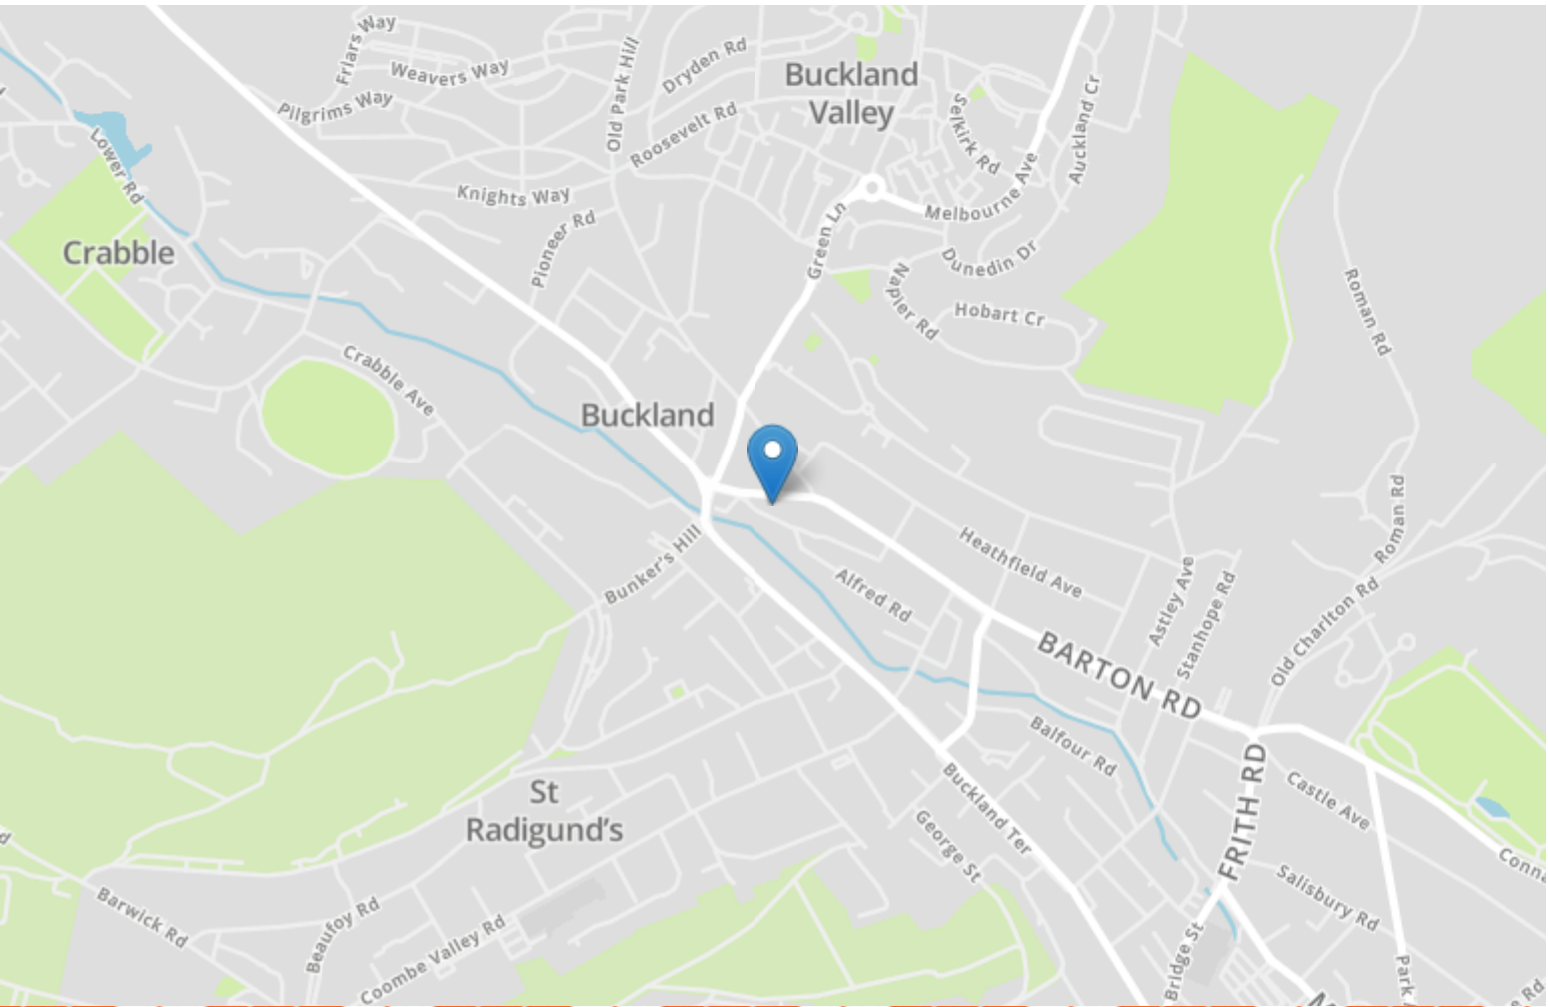 Friars Way
Weavers Way
Pilgrims Way
Old Park Hill
Dryden Rd
Roosevelt Rd
Buckland
Valley
Selkirk Rd
Auckland Cr
Lower Rd
Knights Way
Pioneer Rd
Green Ln
Melbourne Ave
Crabble
Dunedin Dr
Napier Rd
Hobart Cr
Roman Rd
Crabble Ave
Buckland
Roman Rd
Bunker's Hill
Heathfield Ave
Alfred Rd
Astley Ave
Stanhope Rd
Old Charlton Rd
BARTON RD
Balfour Rd
St
Radigund's
Buckland Ter
George St
FRITH RD
Castle Ave
Conna
Salisbury Rd
Barwick Rd
Beaufoy Rd
Coombe Valley Rd
Bridge St
Park
Rd